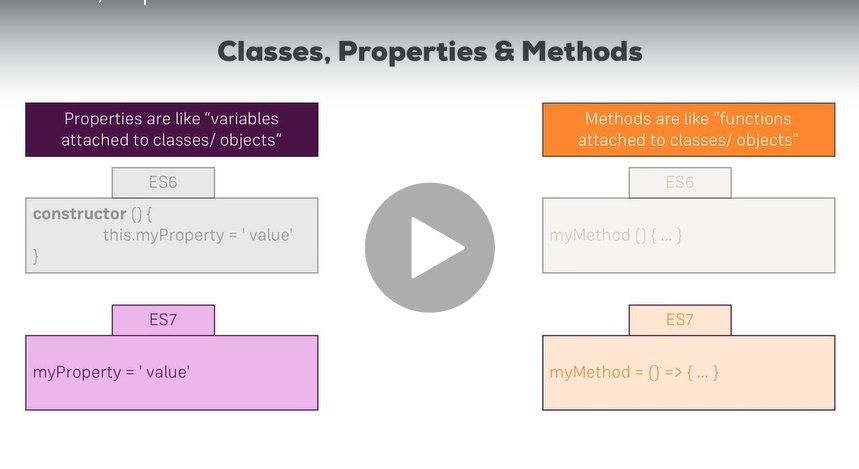 Classes, Properties & Methods
Properties are like “variables
attached to classes/ objects”
ES6
constructor () {
this.myProperty = ' value'
}
ES7
myProperty = ' value'
Methods are like “functions
attached to classes/ objects”
ES6
myMethod () { ... }
ES7
myMethod = () => { ... }